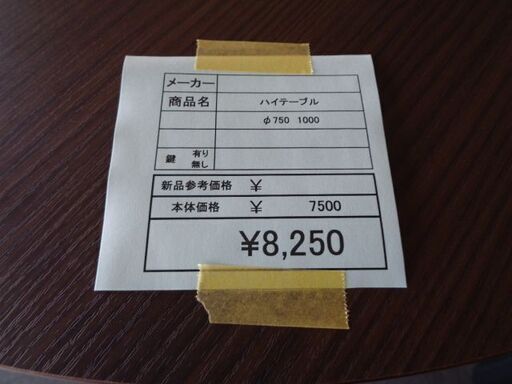 メーカー
商品名 ハイテーブル
φ750 1000
鍵 有り
無し
新品参考価格 ¥
本体価格 ¥ 7500
¥8,250